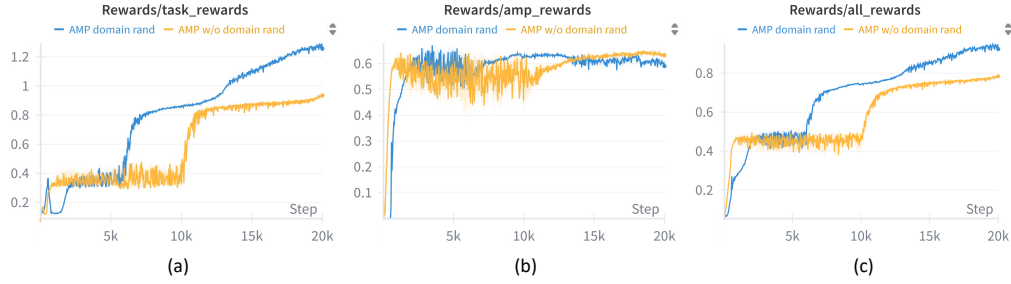 Rewards/task_rewards
AMP domain rand AMP w/o domain rand
1.2
1
0.8
0.6
0.4
0.2
Step
5k 10k 15k 20k
(a)
Rewards/amp_rewards
AMP domain rand AMP w/o domain rand
0.6
0.5
0.4
0.3
0.2
0.1
Step
5k 10k 15k 20k
(b)
Rewards/all_rewards
AMP domain rand AMP w/o domain rand
0.8
0.6
0.4
0.2
Step
5k 10k 15k 20k
(c)